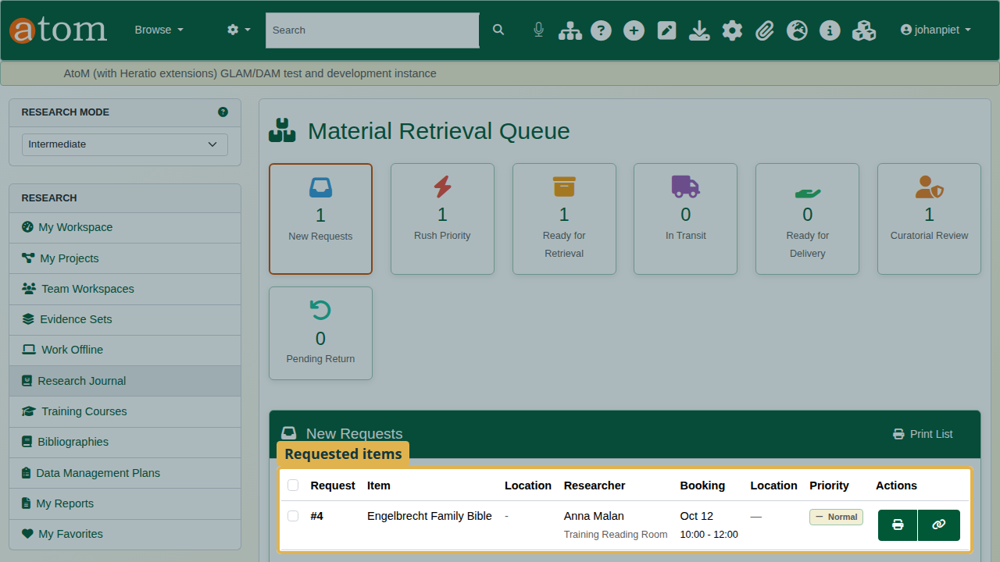 atom
Browse
Search
johanpiet
AtoM (with Heratio extensions) GLAM/DAM test and development instance
RESEARCH MODE
Intermediate
RESEARCH
My Workspace
My Projects
Team Workspaces
Evidence Sets
Work Offline
Research Journal
Training Courses
Bibliographies
Data Management Plans
My Reports
My Favorites
Material Retrieval Queue
1
New Requests
1
Rush Priority
1
Ready for
Retrieval
0
In Transit
0
Ready for
Delivery
1
Curatorial Review
0
Pending Return
New Requests
Print List
Requested items
Request Item Location Researcher Booking Location Priority Actions
#4 Engelbrecht Family Bible - Anna Malan Oct 12 — Normal
Training Reading Room 10:00 - 12:00